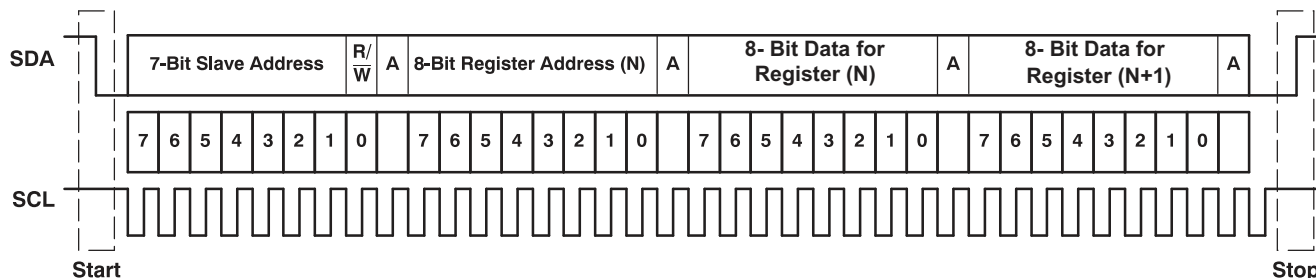 SDA
7-Bit Slave Address
R/
W
A
8-Bit Register Address (N)
A
8- Bit Data for
Register (N)
A
8- Bit Data for
Register (N+1)
A
7 6 5 4 3 2 1 0 7 6 5 4 3 2 1 0 7 6 5 4 3 2 1 0 7 6 5 4 3 2 1 0
SCL
Start
Stop